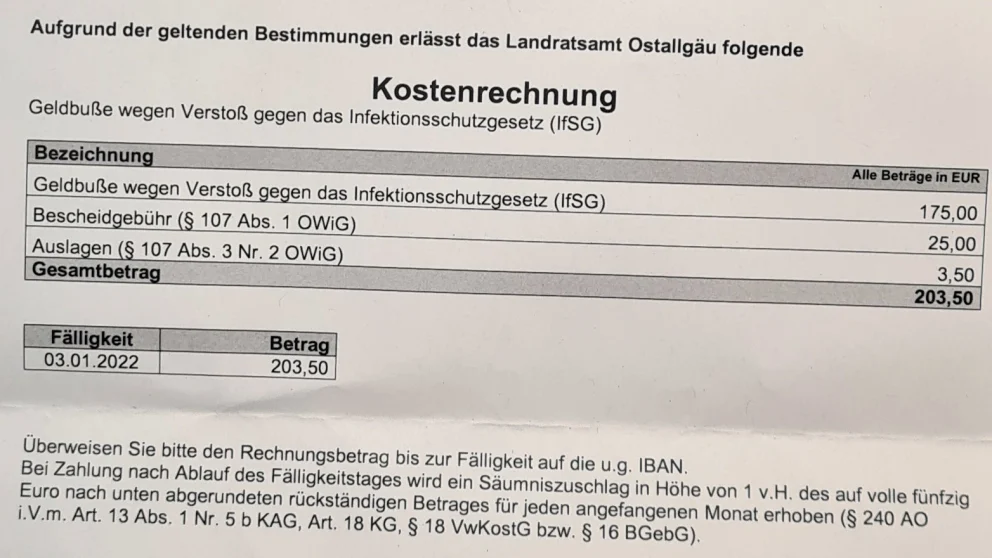 Aufgrund der geltenden Bestimmungen erlässt das Landratsamt Ostallgäu folgende
Kostenrechnung
Geldbuße wegen Verstoß gegen das Infektionsschutzgesetz (IfSG)
Bezeichnung Alle Beträge in EUR
Geldbuße wegen Verstoß gegen das Infektionsschutzgesetz (IfSG) 175,00
Bescheidgebühr (§ 107 Abs. 1 OWiG) 25,00
Auslagen (§ 107 Abs. 3 Nr. 2 OWiG) 3,50
Gesamtbetrag 203,50
Fälligkeit Betrag
03.01.2022 203,50
Überweisen Sie bitte den Rechnungsbetrag bis zur Fälligkeit auf die u.g. IBAN.
Bei Zahlung nach Ablauf des Fälligkeitstages wird ein Säumniszuschlag in Höhe von 1 v.H. des auf volle fünfzig
Euro nach unten abgerundeten rückständigen Betrages für jeden angefangenen Monat erhoben (§ 240 AO
i.V.m. Art. 13 Abs. 1 Nr. 5 b KAG, Art. 18 KG, § 18 VwKostG bzw. § 16 BGebG).